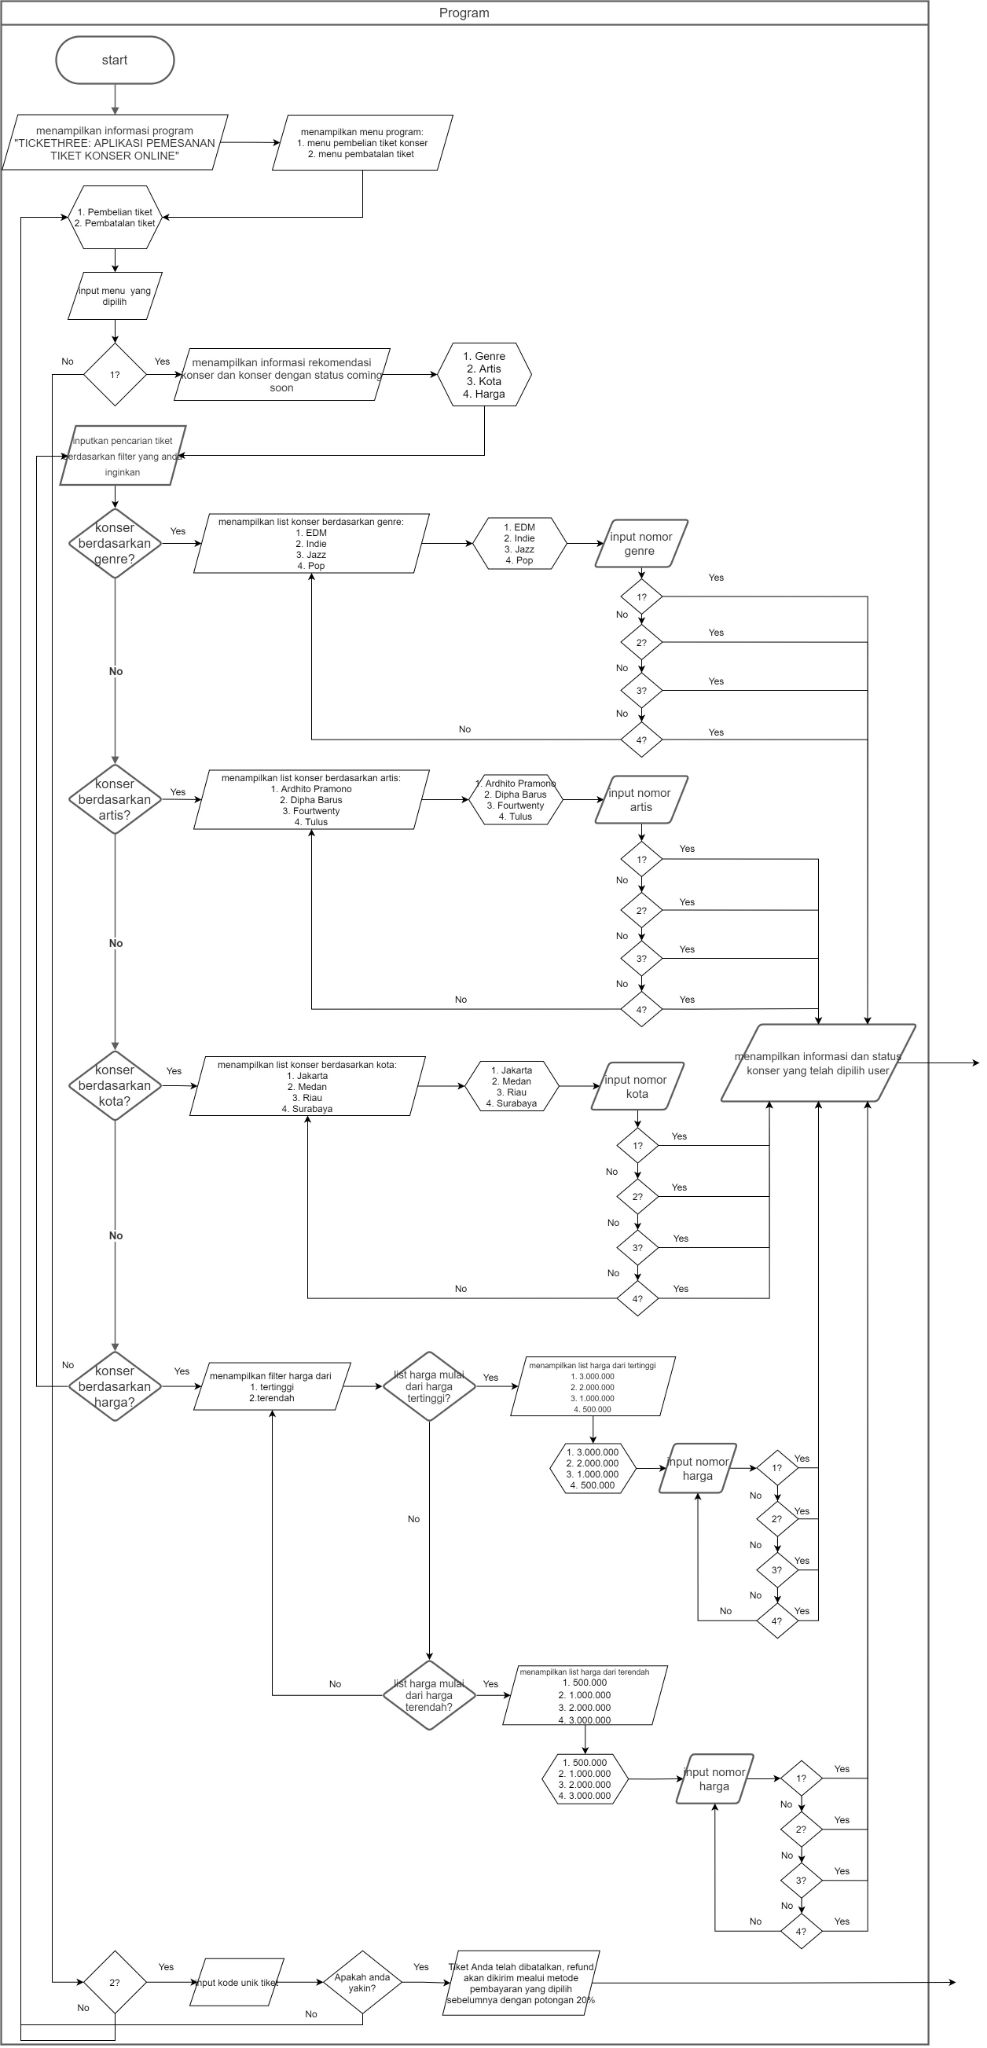 Program
start
menampilkan informasi program
"TICKETHREE: APLIKASI PEMESANAN
TIKET KONSER ONLINE"
menampilkan menu program:
1. menu pembelian tiket konser
2. menu pembatalan tiket
1. Pembelian tiket
2. Pembatalan tiket
input menu yang
dipilih
No
1?
Yes
menampilkan informasi rekomendasi
konser dan konser dengan status coming
soon
1. Genre
2. Artis
3. Kota
4. Harga
inputkan pencarian tiket
berdasarkan filter yang anda
inginkan
konser
berdasarkan
genre?
Yes
menampilkan list konser berdasarkan genre:
1. EDM
2. Indie
3. Jazz
4. Pop
1. EDM
2. Indie
3. Jazz
4. Pop
input nomor
genre
1?
Yes
No
2?
Yes
No
3?
Yes
No
4?
Yes
No
No
konser
berdasarkan
artis?
Yes
menampilkan list konser berdasarkan artis:
1. Ardhito Pramono
2. Dipha Barus
3. Fourtwenty
4. Tulus
1. Ardhito Pramono
2. Dipha Barus
3. Fourtwenty
4. Tulus
input nomor
artis
1?
Yes
No
2?
Yes
No
3?
Yes
No
4?
Yes
No
No
menampilkan informasi dan status
konser yang telah dipilih user
konser
berdasarkan
kota?
Yes
menampilkan list konser berdasarkan kota:
1. Jakarta
2. Medan
3. Riau
4. Surabaya
1. Jakarta
2. Medan
3. Riau
4. Surabaya
input nomor
kota
1?
Yes
No
2?
Yes
No
3?
Yes
No
4?
Yes
No
No
No
konser
berdasarkan
harga?
Yes
menampilkan filter harga dari
1. tertinggi
2.terendah
list harga mulai
dari harga
tertinggi?
Yes
menampilkan list harga dari tertinggi
1. 3.000.000
2. 2.000.000
3. 1.000.000
4. 500.000
1. 3.000.000
2. 2.000.000
3. 1.000.000
4. 500.000
input nomor
harga
1?
Yes
No
2?
Yes
No
3?
Yes
No
4?
Yes
No
No
list harga mulai
dari harga
terendah?
No
Yes
menampilkan list harga dari terendah
1. 500.000
2. 1.000.000
3. 2.000.000
4. 3.000.000
1. 500.000
2. 1.000.000
3. 2.000.000
4. 3.000.000
input nomor
harga
1?
Yes
No
2?
Yes
No
3?
Yes
No
4?
Yes
No
2?
Yes
No
input kode unik tiket
Apakah anda
yakin?
Yes
No
Tiket Anda telah dibatalkan, refund
akan dikirim mealui metode
pembayaran yang dipilih
sebelumnya dengan potongan 20%